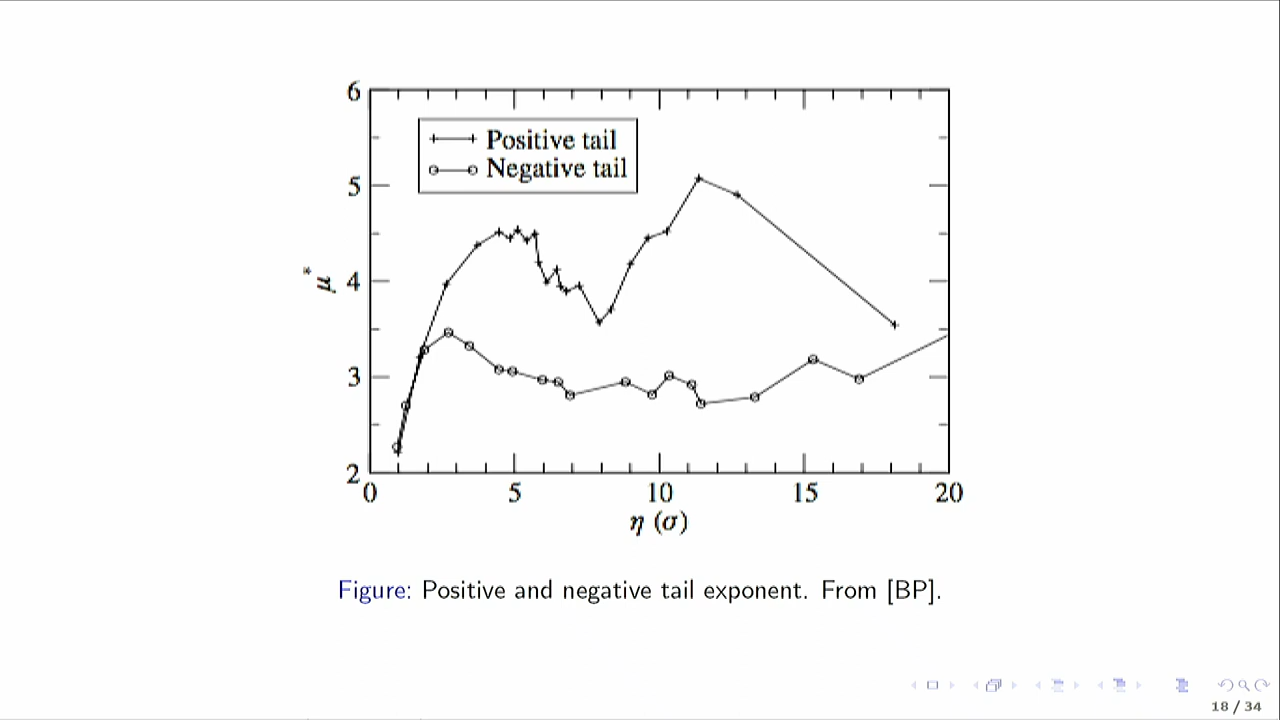 6
Positive tail
Negative tail
5
μ*
4
3
2
0 5 10 15 20
η (σ)
Figure: Positive and negative tail exponent. From [BP].
18 / 34